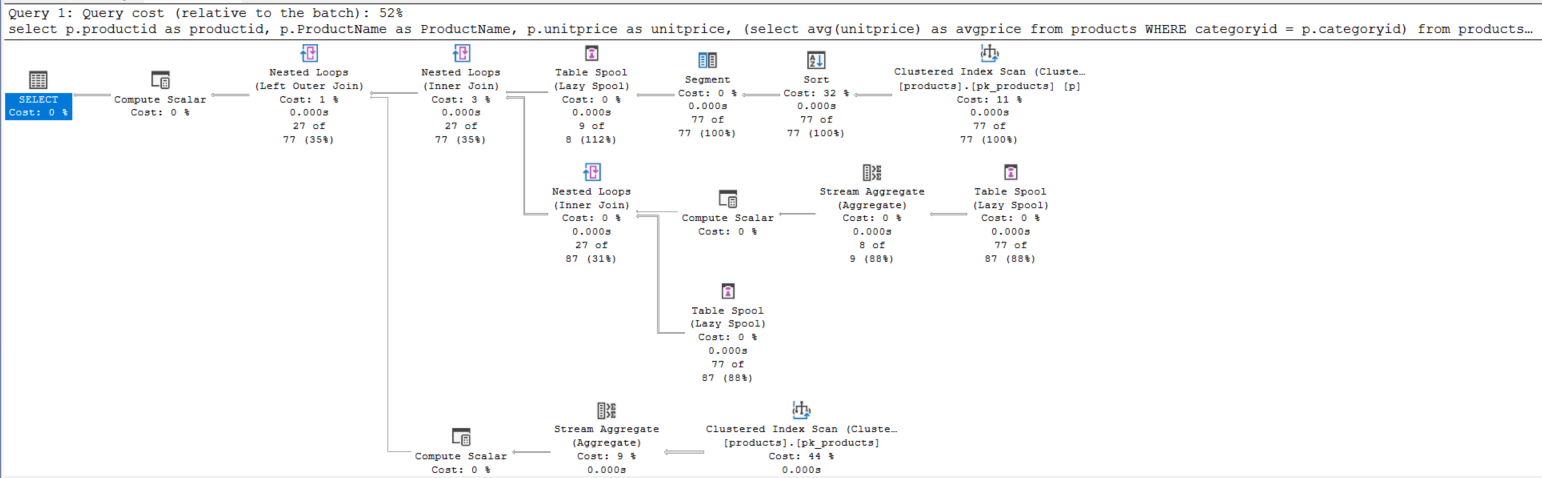 Query 1: Query cost (relative to the batch): 52%
select p.productid as productid, p.ProductName as ProductName, p.unitprice as unitprice, (select avg(unitprice) as avgprice from products WHERE categoryid = p.categoryid) from products…
SELECT
Cost: 0 %
Compute Scalar
Cost: 0 %
Nested Loops
(Left Outer Join)
Cost: 1 %
0.000s
27 of
77 (35%)
Nested Loops
(Inner Join)
Cost: 3 %
0.000s
27 of
77 (35%)
Table Spool
(Lazy Spool)
Cost: 0 %
0.000s
9 of
8 (112%)
Segment
Cost: 0 %
0.000s
77 of
77 (100%)
Sort
Cost: 32 %
0.000s
77 of
77 (100%)
Clustered Index Scan (Cluste…
[products].[pk_products] [p]
Cost: 11 %
0.000s
77 of
77 (100%)
Nested Loops
(Inner Join)
Cost: 0 %
0.000s
27 of
87 (31%)
Compute Scalar
Cost: 0 %
Stream Aggregate
(Aggregate)
Cost: 0 %
0.000s
8 of
9 (88%)
Table Spool
(Lazy Spool)
Cost: 0 %
0.000s
77 of
87 (88%)
Table Spool
(Lazy Spool)
Cost: 0 %
0.000s
77 of
87 (88%)
Compute Scalar
Cost: 0 %
Stream Aggregate
(Aggregate)
Cost: 9 %
0.000s
Clustered Index Scan (Cluste…
[products].[pk_products]
Cost: 44 %
0.000s